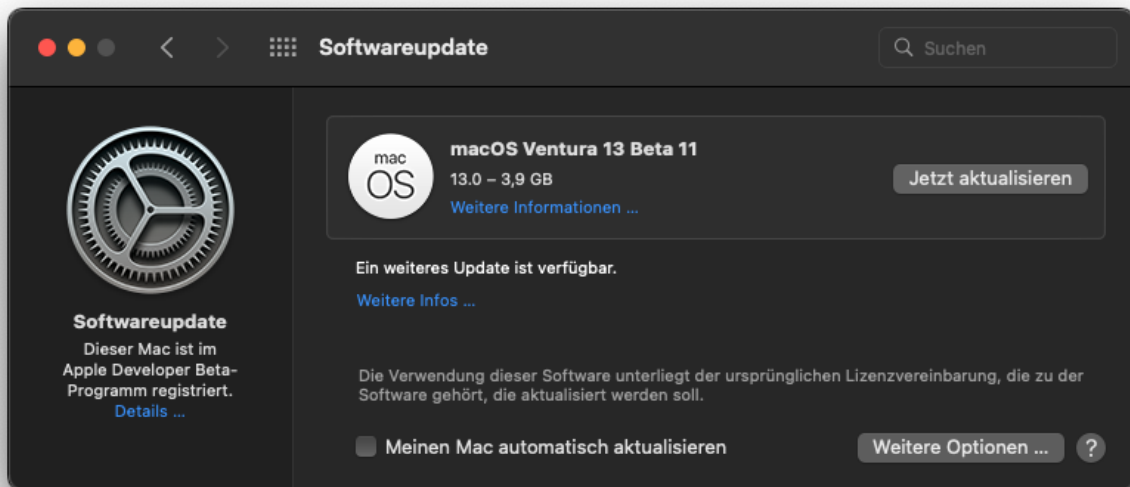 Softwareupdate
Suchen
mac
OS
macOS Ventura 13 Beta 11
13.0 – 3,9 GB
Weitere Informationen ...
Jetzt aktualisieren
Ein weiteres Update ist verfügbar.
Weitere Infos ...
Softwareupdate
Dieser Mac ist im
Apple Developer Beta-
Programm registriert.
Details ...
Die Verwendung dieser Software unterliegt der ursprünglichen Lizenzvereinbarung, die zu der
Software gehört, die aktualisiert werden soll.
Meinen Mac automatisch aktualisieren
Weitere Optionen ...
?